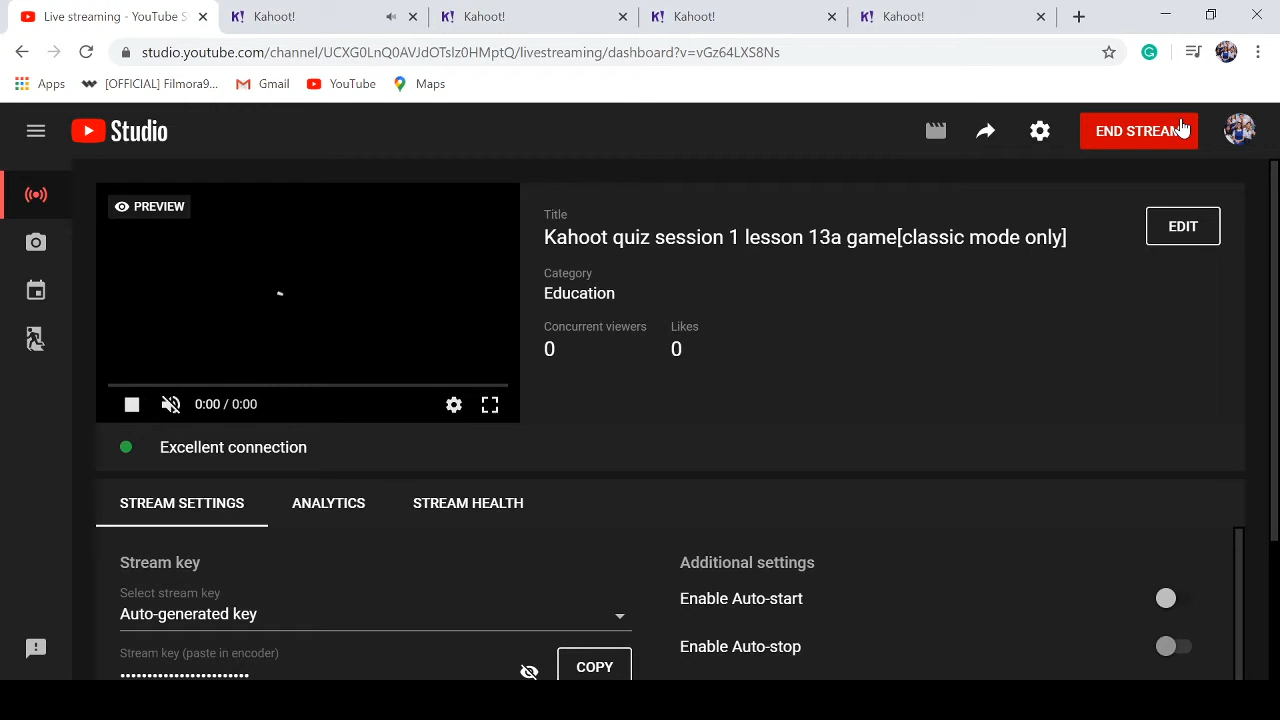 Live streaming - YouTube S
Kahoot!
Kahoot!
Kahoot!
Kahoot!
studio.youtube.com/channel/UCXG0LnQ0AVJdOTslz0HMptQ/livestreaming/dashboard?v=vGz64LXS8Ns
Apps
[OFFICIAL] Filmora9...
Gmail
YouTube
Maps
Studio
END STREAM
PREVIEW
Title
Kahoot quiz session 1 lesson 13a game[classic mode only]
EDIT
Category
Education
Concurrent viewers
Likes
0
0
0:00 / 0:00
Excellent connection
STREAM SETTINGS
ANALYTICS
STREAM HEALTH
Stream key
Additional settings
Select stream key
Auto-generated key
Enable Auto-start
Enable Auto-stop
Stream key (paste in encoder)
COPY